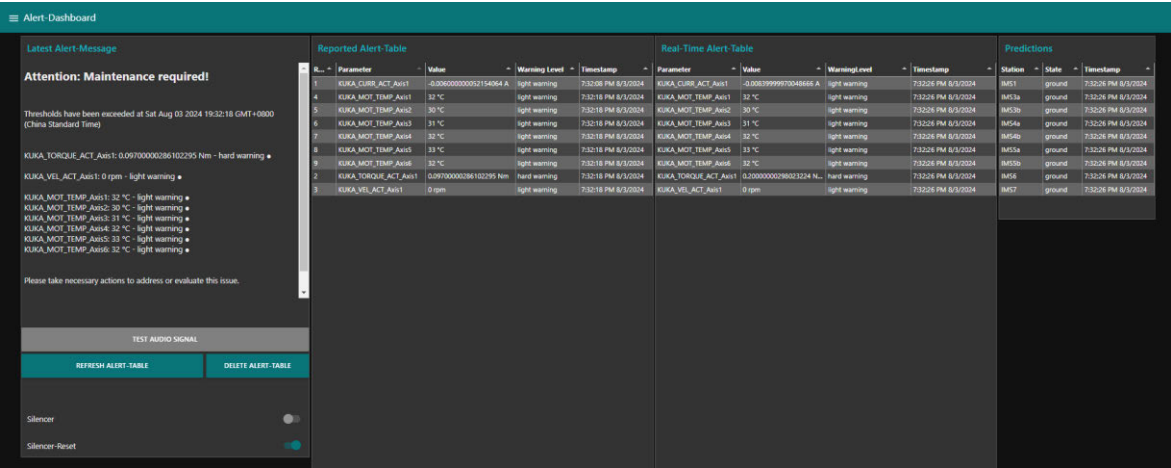 Alert-Dashboard
Latest Alert-Message
Attention: Maintenance required!
Thresholds have been exceeded at Sat Aug 03 2024 19:32:18 GMT+0800
(China Standard Time)
KUKA_TORQUE_ACT_Axis1: 0.09700000286102295 Nm - hard warning ●
KUKA_VEL_ACT_Axis1: 0 rpm - light warning ●
KUKA_MOT_TEMP_Axis1: 32 °C - light warning ●
KUKA_MOT_TEMP_Axis2: 30 °C - light warning ●
KUKA_MOT_TEMP_Axis3: 31 °C - light warning ●
KUKA_MOT_TEMP_Axis4: 32 °C - light warning ●
KUKA_MOT_TEMP_Axis5: 33 °C - light warning ●
KUKA_MOT_TEMP_Axis6: 32 °C - light warning ●
Please take necessary actions to address or evaluate this issue.
TEST AUDIO SIGNAL
REFRESH ALERT-TABLE DELETE ALERT-TABLE
Silencer
Silencer-Reset
Reported Alert-Table
R... Parameter Value Warning Level Timestamp
1 KUKA_CURR_ACT_Axis1 -0.006000000052154064 A light warning 7:32:08 PM 8/3/2024
4 KUKA_MOT_TEMP_Axis1 32 °C light warning 7:32:18 PM 8/3/2024
5 KUKA_MOT_TEMP_Axis2 30 °C light warning 7:32:18 PM 8/3/2024
6 KUKA_MOT_TEMP_Axis3 31 °C light warning 7:32:18 PM 8/3/2024
7 KUKA_MOT_TEMP_Axis4 32 °C light warning 7:32:18 PM 8/3/2024
8 KUKA_MOT_TEMP_Axis5 33 °C light warning 7:32:18 PM 8/3/2024
9 KUKA_MOT_TEMP_Axis6 32 °C light warning 7:32:18 PM 8/3/2024
2 KUKA_TORQUE_ACT_Axis1 0.09700000286102295 Nm hard warning 7:32:18 PM 8/3/2024
3 KUKA_VEL_ACT_Axis1 0 rpm light warning 7:32:18 PM 8/3/2024
Real-Time Alert-Table
Parameter Value WarningLevel Timestamp
KUKA_CURR_ACT_Axis1 -0.00839999970048666 A light warning 7:32:26 PM 8/3/2024
KUKA_MOT_TEMP_Axis1 32 °C light warning 7:32:26 PM 8/3/2024
KUKA_MOT_TEMP_Axis2 30 °C light warning 7:32:26 PM 8/3/2024
KUKA_MOT_TEMP_Axis3 31 °C light warning 7:32:26 PM 8/3/2024
KUKA_MOT_TEMP_Axis4 32 °C light warning 7:32:26 PM 8/3/2024
KUKA_MOT_TEMP_Axis5 33 °C light warning 7:32:26 PM 8/3/2024
KUKA_MOT_TEMP_Axis6 32 °C light warning 7:32:26 PM 8/3/2024
KUKA_TORQUE_ACT_Axis1 0.20000000298023224 N... hard warning 7:32:26 PM 8/3/2024
KUKA_VEL_ACT_Axis1 0 rpm light warning 7:32:26 PM 8/3/2024
Predictions
Station State Timestamp
IMS1 ground 7:32:26 PM 8/3/2024
IMS3a ground 7:32:26 PM 8/3/2024
IMS3b ground 7:32:26 PM 8/3/2024
IMS4a ground 7:32:26 PM 8/3/2024
IMS4b ground 7:32:26 PM 8/3/2024
IMS5a ground 7:32:26 PM 8/3/2024
IMS5b ground 7:32:26 PM 8/3/2024
IMS6 ground 7:32:26 PM 8/3/2024
IMS7 ground 7:32:26 PM 8/3/2024